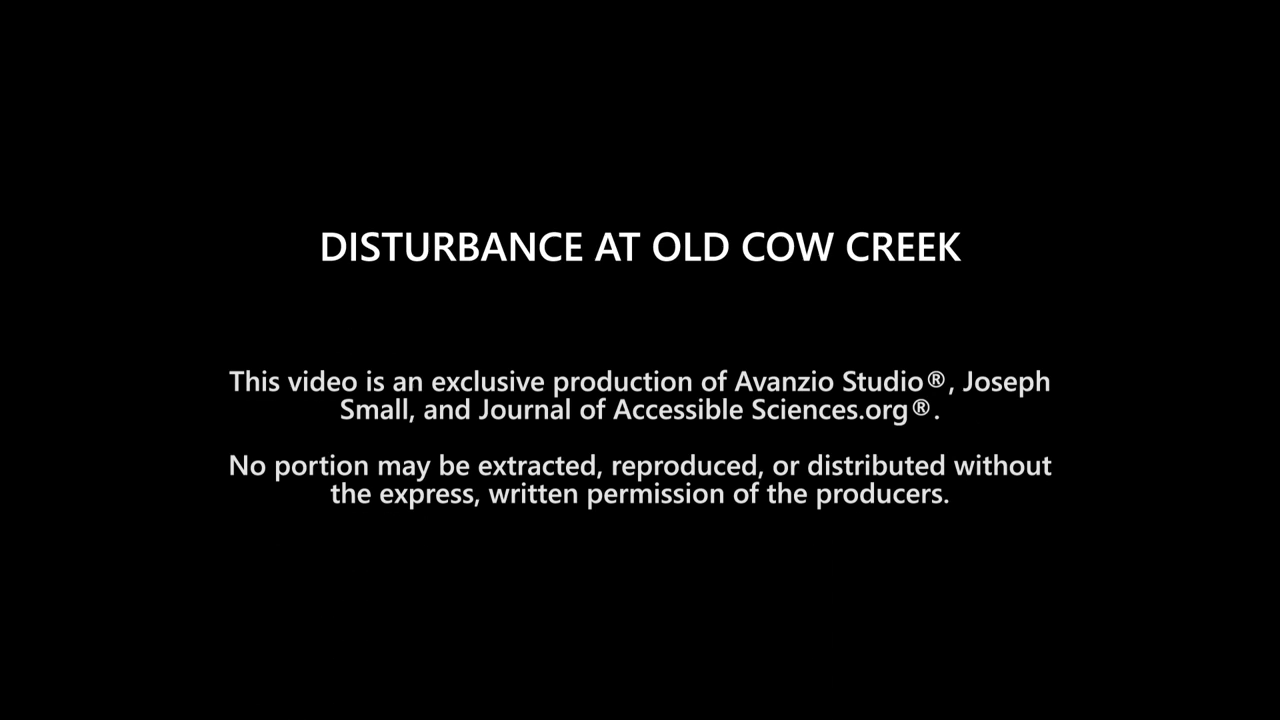 DISTURBANCE AT OLD COW CREEK
This video is an exclusive production of Avanzio Studio®, Joseph
Small, and Journal of Accessible Sciences.org®.
No portion may be extracted, reproduced, or distributed without
the express, written permission of the producers.